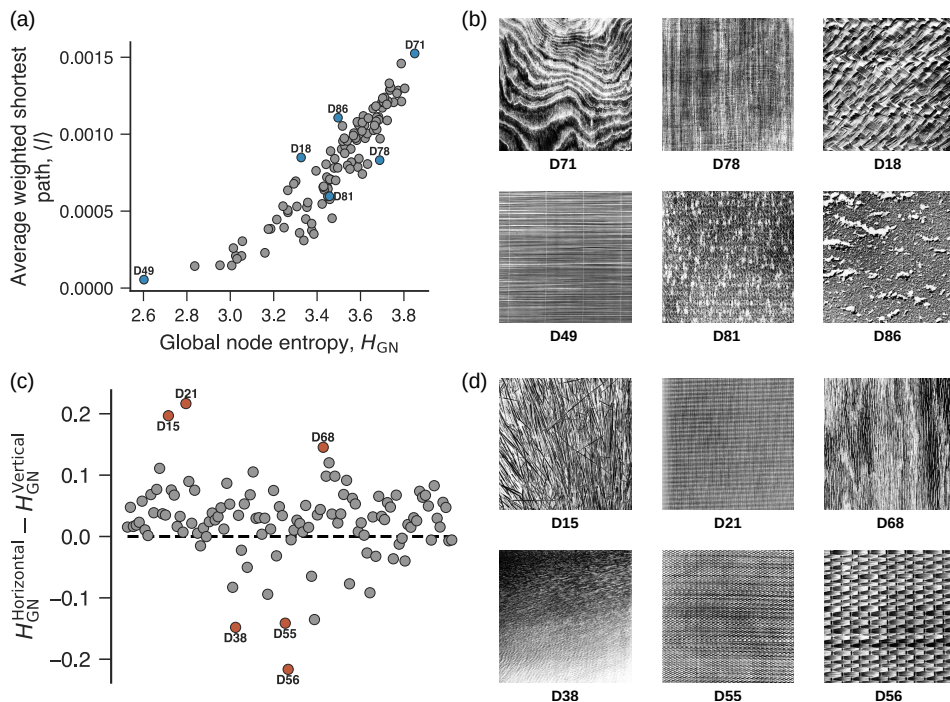 (a)
Average weighted shortest
path, ⟨l⟩
0.0015
0.0010
0.0005
0.0000
D71
D86
D18
D78
D81
D49
2.6 2.8 3.0 3.2 3.4 3.6 3.8
Global node entropy, H_GN
(b)
D71 D78 D18
D49 D81 D86
(c)
H_GN^Horizontal − H_GN^Vertical
0.2
0.1
0.0
−0.1
−0.2
D21
D15
D68
D38
D55
D56
(d)
D15 D21 D68
D38 D55 D56